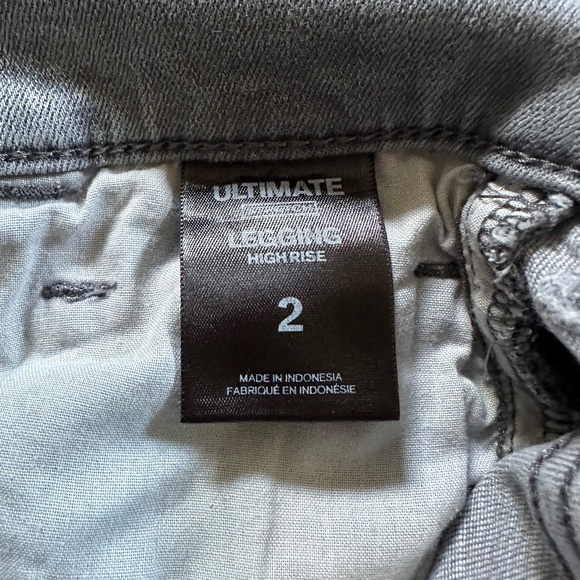 ULTIMATE
LEGGING
HIGH RISE
2
MADE IN INDONESIA
FABRIQUÉ EN INDONÉSIE